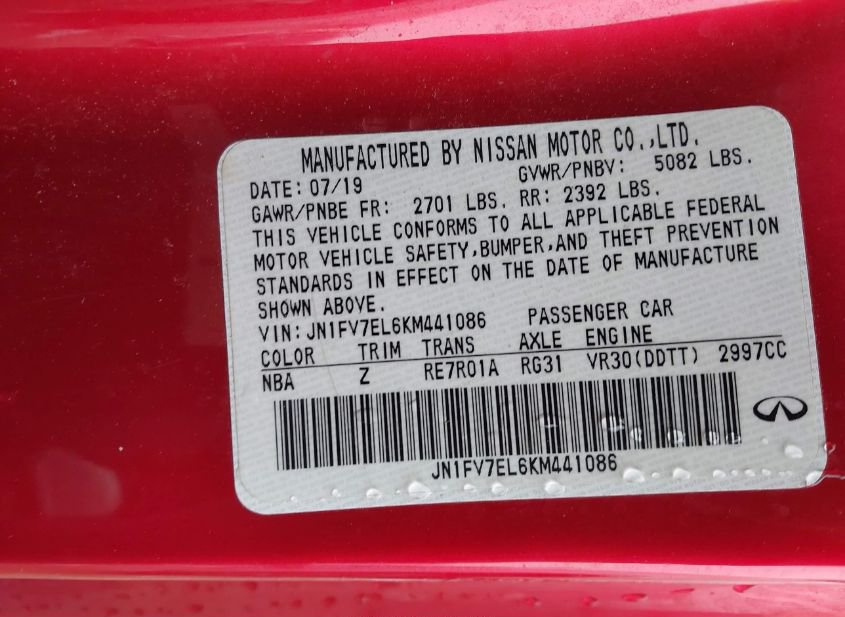 MANUFACTURED BY NISSAN MOTOR CO.,LTD.
DATE: 07/19 GVWR/PNBV: 5082 LBS.
GAWR/PNBE FR: 2701 LBS. RR: 2392 LBS.
THIS VEHICLE CONFORMS TO ALL APPLICABLE FEDERAL
MOTOR VEHICLE SAFETY,BUMPER,AND THEFT PREVENTION
STANDARDS IN EFFECT ON THE DATE OF MANUFACTURE
SHOWN ABOVE.
VIN: JN1FV7EL6KM441086 PASSENGER CAR
COLOR TRIM TRANS AXLE ENGINE
NBA Z RE7R01A RG31 VR30(DDTT) 2997CC
JN1FV7EL6KM441086